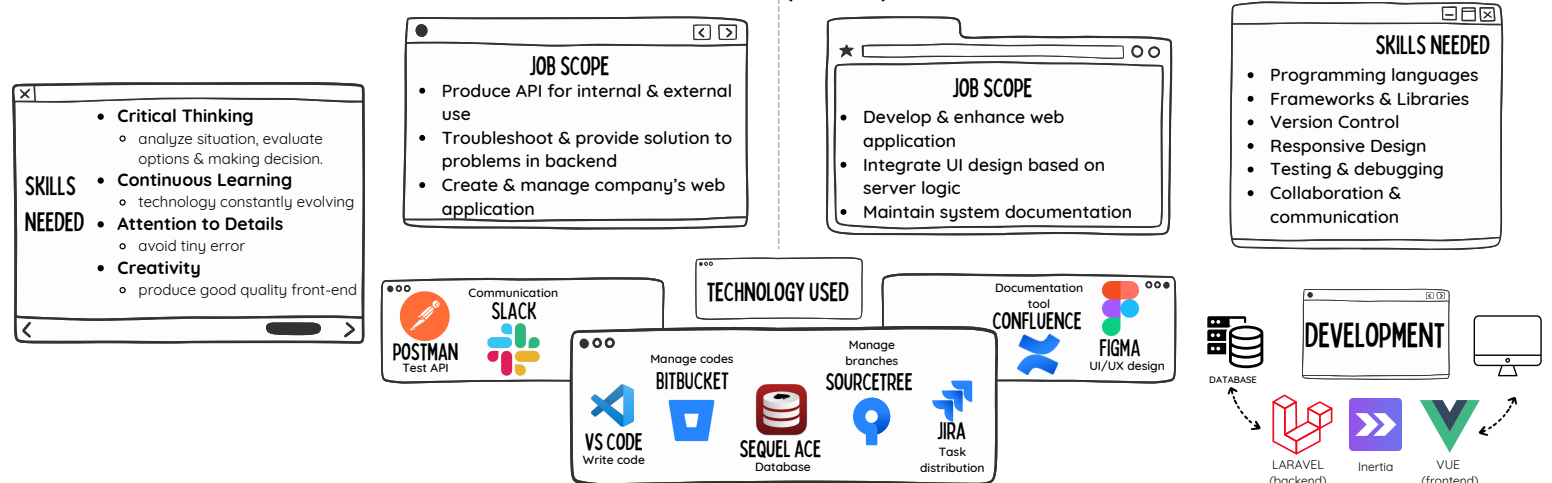 SKILLS
NEEDED
Critical Thinking
analyze situation, evaluate
options & making decision.
Continuous Learning
technology constantly evolving
Attention to Details
avoid tiny error
Creativity
produce good quality front-end
JOB SCOPE
Produce API for internal & external
use
Troubleshoot & provide solution to
problems in backend
Create & manage company's web
application
JOB SCOPE
Develop & enhance web
application
Integrate UI design based on
server logic
Maintain system documentation
SKILLS NEEDED
Programming languages
Frameworks & Libraries
Version Control
Responsive Design
Testing & debugging
Collaboration &
communication
TECHNOLOGY USED
POSTMAN
Test API
Communication
SLACK
VS CODE
Write code
Manage codes
BITBUCKET
SEQUEL ACE
Database
Manage
branches
SOURCETREE
JIRA
Task
distribution
Documentation
tool
CONFLUENCE
FIGMA
UI/UX design
DEVELOPMENT
DATABASE
LARAVEL
(backend)
Inertia
VUE
(frontend)